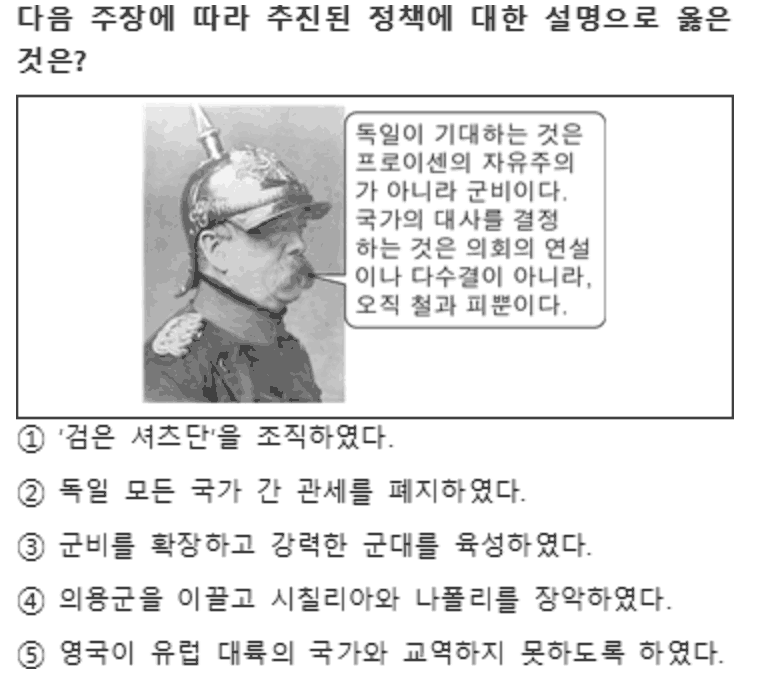 다음 주장에 따라 추진된 정책에 대한 설명으로 옳은
것은?
독일이 기대하는 것은
프로이센의 자유주의
가 아니라 군비이다.
국가의 대사를 결정
하는 것은 의회의 연설
이나 다수결이 아니라,
오직 철과 피뿐이다.
① '검은 셔츠단'을 조직하였다.
② 독일 모든 국가 간 관세를 폐지하였다.
③ 군비를 확장하고 강력한 군대를 육성하였다.
④ 의용군을 이끌고 시칠리아와 나폴리를 장악하였다.
⑤ 영국이 유럽 대륙의 국가와 교역하지 못하도록 하였다.